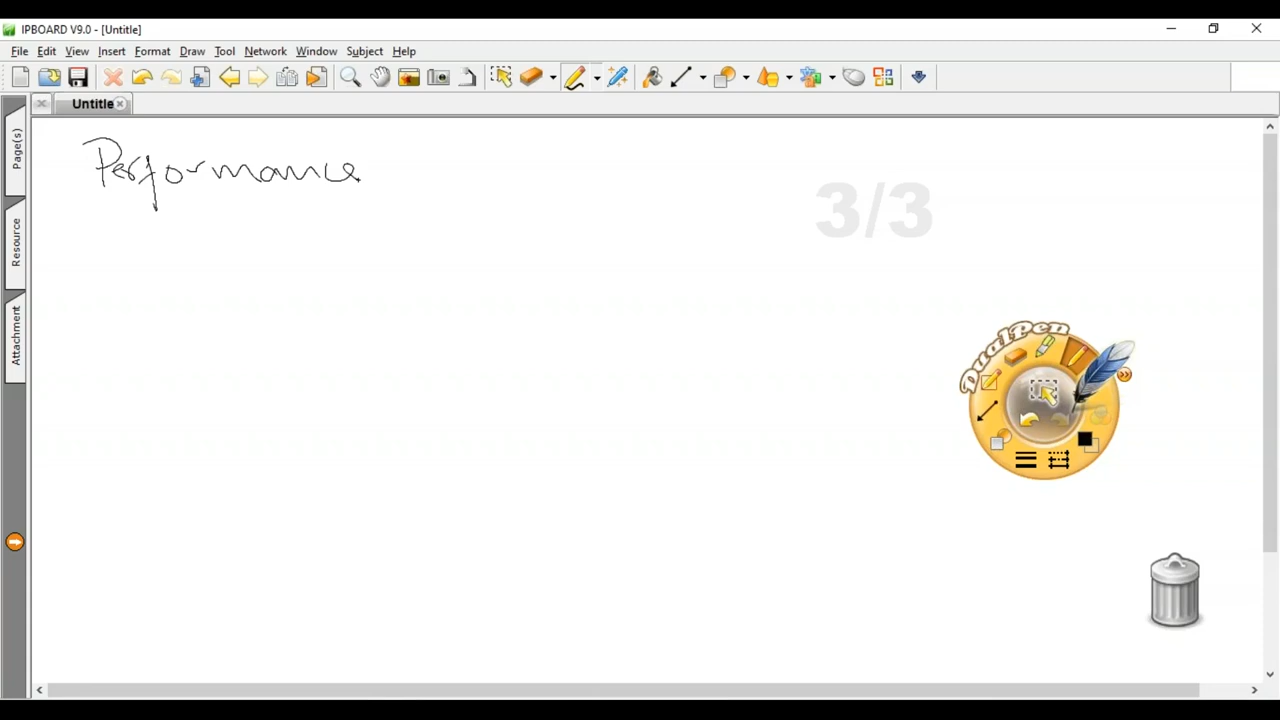 IPBOARD V9.0 - [Untitle]
File Edit View Insert Format Draw Tool Network Window Subject Help
Untitle
Page(s)
Resource
Attachment
Performance
3/3
DualPen